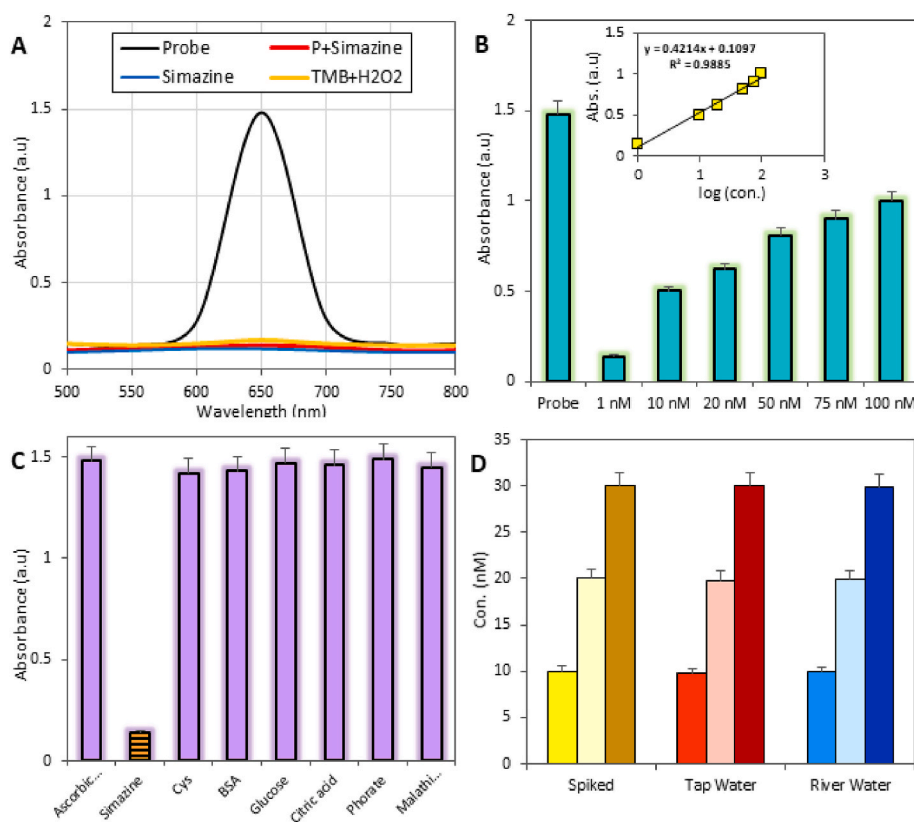 A
Probe
P+Simazine
Simazine
TMB+H2O2
2
1.5
1
0.5
0
Absorbance (a.u)
500
550
600
650
700
750
800
Wavelength (nm)
B
2
1.5
1
0.5
0
Absorbance (a.u)
y = 0.4214x + 0.1097
R² = 0.9885
1.5
1
0.5
0
Abs. (a.u)
0
1
2
3
log (con.)
Probe
1 nM
10 nM
20 nM
50 nM
75 nM
100 nM
C
1.5
1
0.5
0
Absorbance (a.u)
Ascorbic...
Simazine
Cys
BSA
Glucose
Citric acid
Phorate
Malathi...
D
35
30
25
20
15
10
5
0
Con. (nM)
Spiked
Tap Water
River Water